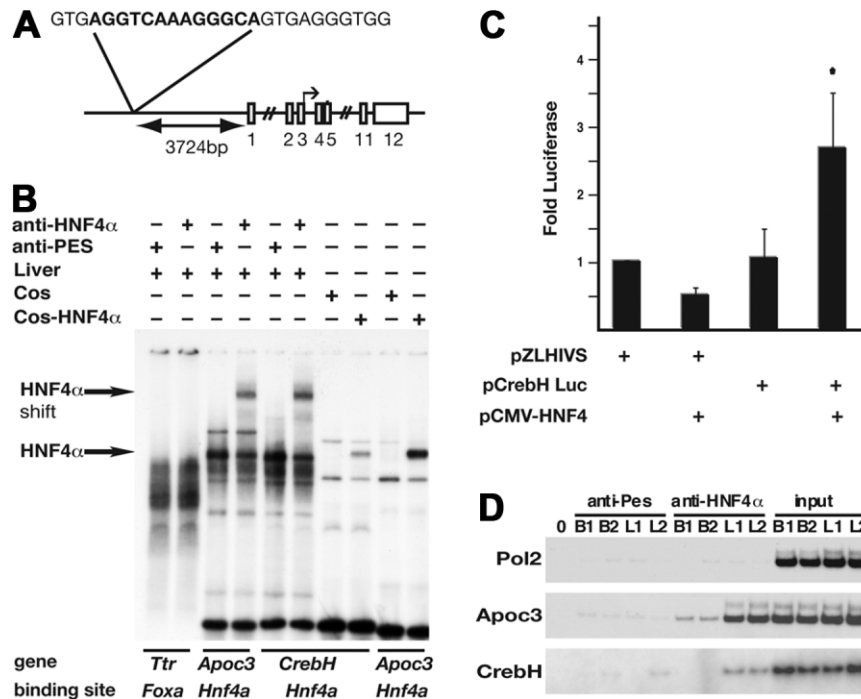 A
GTGAGGTCAAAGGGCAGTGAGGGTGG
3724bp
1 2 3 4 5 11 12
B
anti-HNF4α - + - + - + - - - -
anti-PES + - + - + - - - - -
Liver + + + + + + - - - -
Cos - - - - - - + - + -
Cos-HNF4α - - - - - - - + - +
HNF4α
shift
HNF4α
gene Ttr Apoc3 CrebH Apoc3
binding site Foxa Hnf4a Hnf4a Hnf4a
C
Fold Luciferase
4
3
2
1
pZLHIVS + +
pCrebH Luc + +
pCMV-HNF4 + +
D
anti-Pes anti-HNF4α input
0 B1 B2 L1 L2 B1 B2 L1 L2 B1 B2 L1 L2
Pol2
Apoc3
CrebH